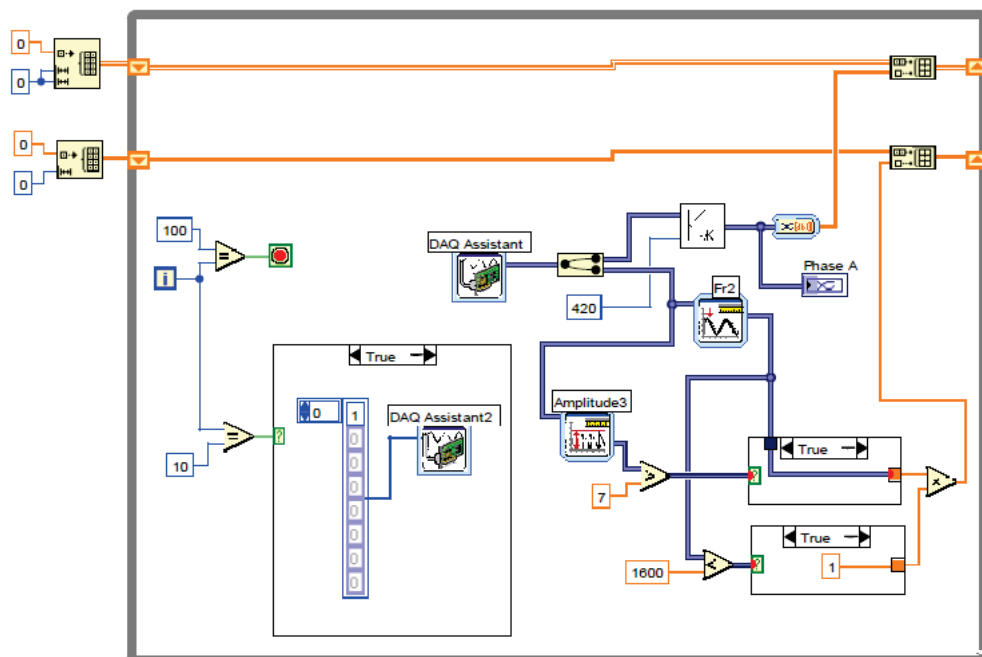 0
0
0
0
100
i
=
DAQ Assistant
-K
420
Fr2
Phase A
True
0
1
0
0
0
0
0
0
0
DAQ Assistant2
=
?
10
Amplitude3
>
7
True
?
x
True
<
?
1600
1